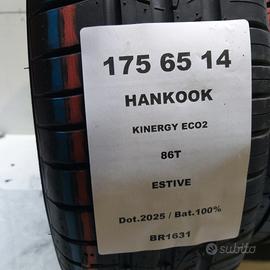 175 65 14
HANKOOK
KINERGY ECO2
86T
ESTIVE
Dot.2025 / Bat.100%
BR1631
subito